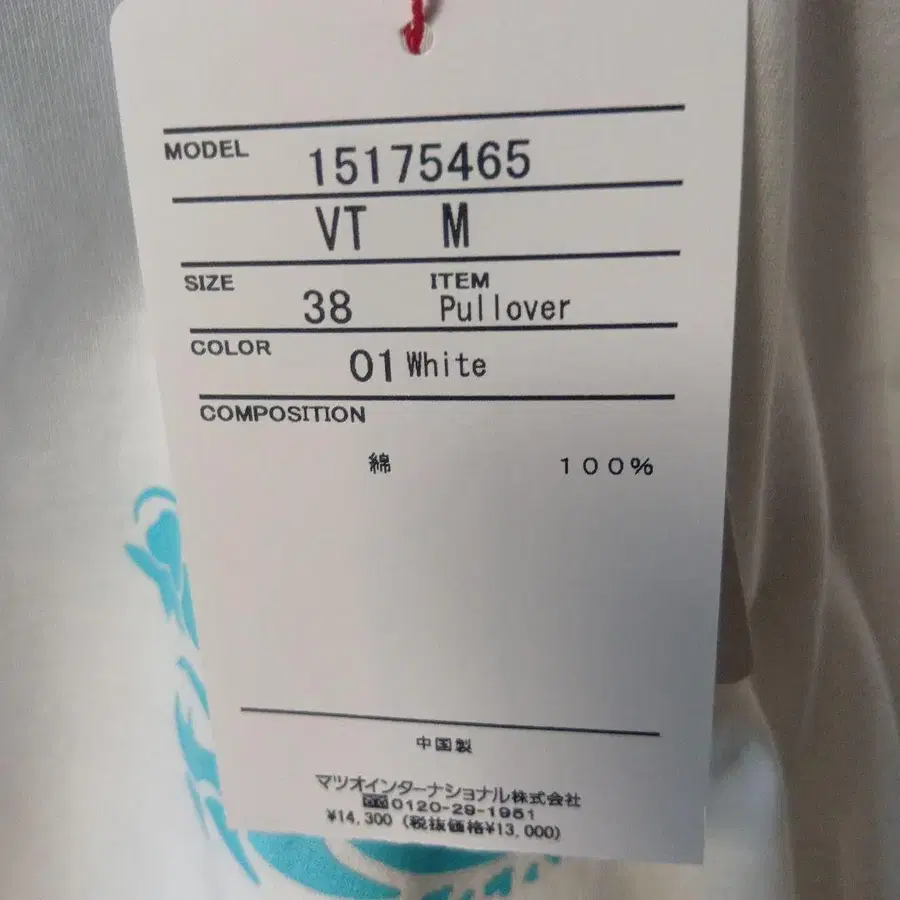 MODEL 15175465
VT M
SIZE 38 ITEM Pullover
COLOR 01 White
COMPOSITION
綿 100%
中国製
マツオインターナショナル株式会社
0120-29-1951
¥14,300 (税抜価格¥13,000)